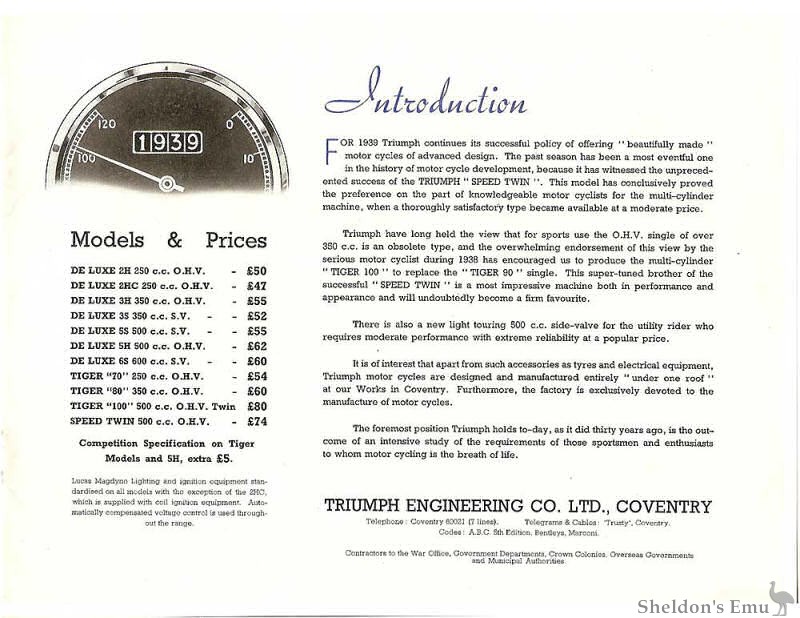 120
0
1939
100
10
Models & Prices
DE LUXE 2H 250 c.c. O.H.V. - £50
DE LUXE 2HC 250 c.c. O.H.V. - £47
DE LUXE 3H 350 c.c. O.H.V. - £55
DE LUXE 3S 350 c.c. S.V. - - £52
DE LUXE 5S 500 c.c. S.V. - - £55
DE LUXE 5H 500 c.c. O.H.V. - £62
DE LUXE 6S 600 c.c. S.V. - - £60
TIGER "70" 250 c.c. O.H.V. - £54
TIGER "80" 350 c.c. O.H.V. - £60
TIGER "100" 500 c.c. O.H.V. Twin £80
SPEED TWIN 500 c.c. O.H.V. - £74
Competition Specification on Tiger
Models and 5H, extra £5.
Lucas Magdyno Lighting and ignition equipment stan-
dardised on all models with the exception of the 2HC,
which is supplied with coil ignition equipment. Auto-
matically compensated voltage control is used through-
out the range.
Introduction
FOR 1939 Triumph continues its successful policy of offering "beautifully made"
motor cycles of advanced design. The past season has been a most eventful one
in the history of motor cycle development, because it has witnessed the unpreced-
ented success of the TRIUMPH "SPEED TWIN". This model has conclusively proved
the preference on the part of knowledgeable motor cyclists for the multi-cylinder
machine, when a thoroughly satisfactory type became available at a moderate price.
Triumph have long held the view that for sports use the O.H.V. single of over
350 c.c. is an obsolete type, and the overwhelming endorsement of this view by the
serious motor cyclist during 1938 has encouraged us to produce the multi-cylinder
"TIGER 100" to replace the "TIGER 90" single. This super-tuned brother of the
successful "SPEED TWIN" is a most impressive machine both in performance and
appearance and will undoubtedly become a firm favourite.
There is also a new light touring 500 c.c. side-valve for the utility rider who
requires moderate performance with extreme reliability at a popular price.
It is of interest that apart from such accessories as tyres and electrical equipment,
Triumph motor cycles are designed and manufactured entirely "under one roof"
at our Works in Coventry. Furthermore, the factory is exclusively devoted to the
manufacture of motor cycles.
The foremost position Triumph holds to-day, as it did thirty years ago, is the out-
come of an intensive study of the requirements of those sportsmen and enthusiasts
to whom motor cycling is the breath of life.
TRIUMPH ENGINEERING CO. LTD., COVENTRY
Telephone: Coventry 60021 (7 lines). Telegrams & Cables: "Trusty", Coventry.
Codes: A.B.C. 5th Edition, Bentleys, Marconi.
Contractors to the War Office, Government Departments, Crown Colonies, Overseas Governments
and Municipal Authorities.
Sheldon's Emu